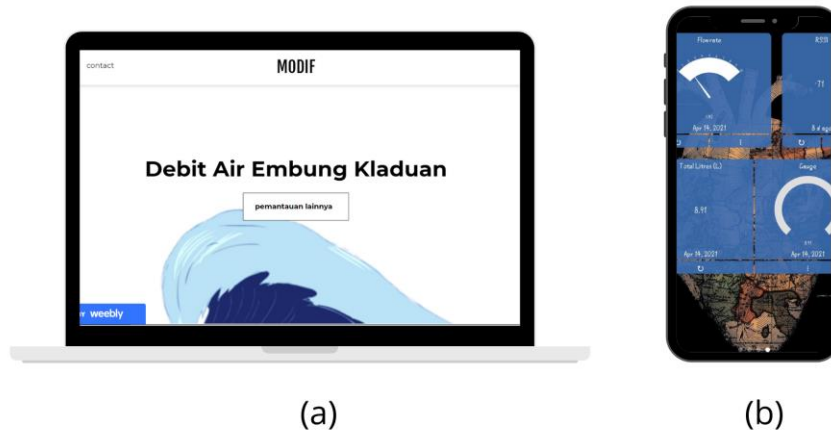 contact
MODIF
Debit Air Embung Kladuan
pemantauan lainnya
weebly
Flowrate
RSSI
Apr 14, 2021
Total Litres (L)
Gauge
8.91
Apr 14, 2021
Apr 14, 2021
(a)
(b)